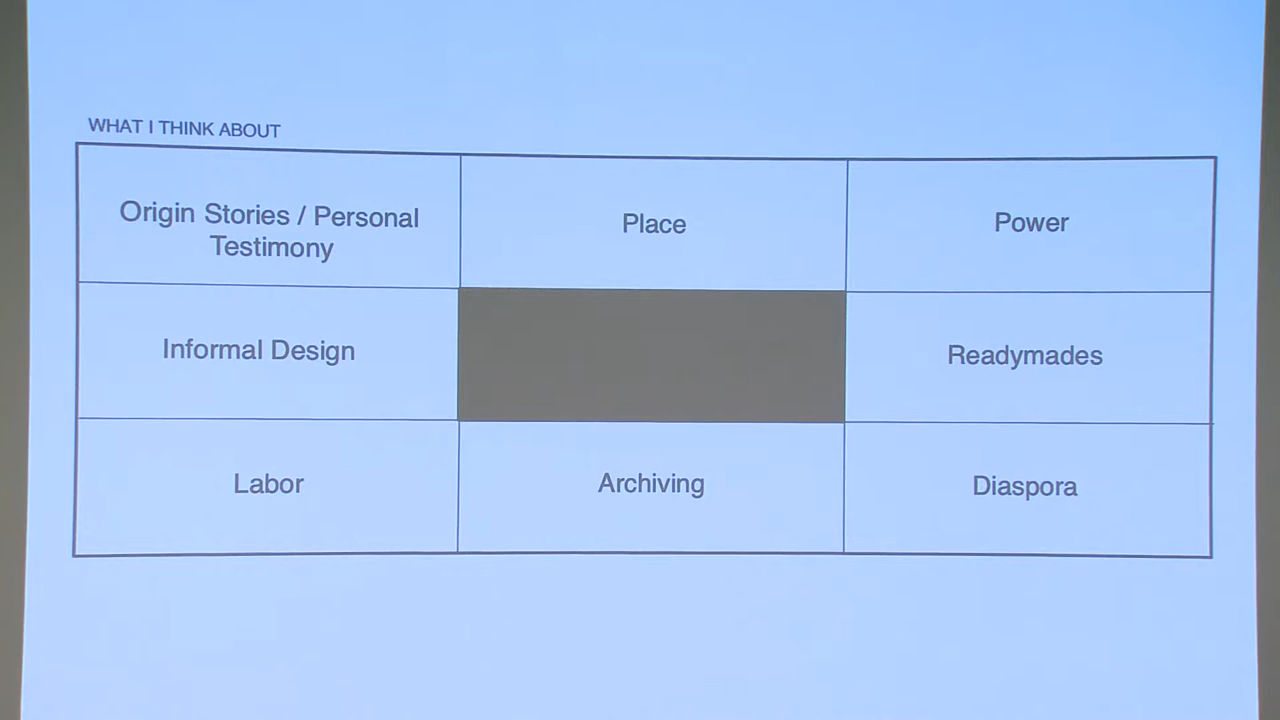 WHAT I THINK ABOUT
Origin Stories / Personal
Testimony
Place
Power
Informal Design
Readymades
Labor
Archiving
Diaspora